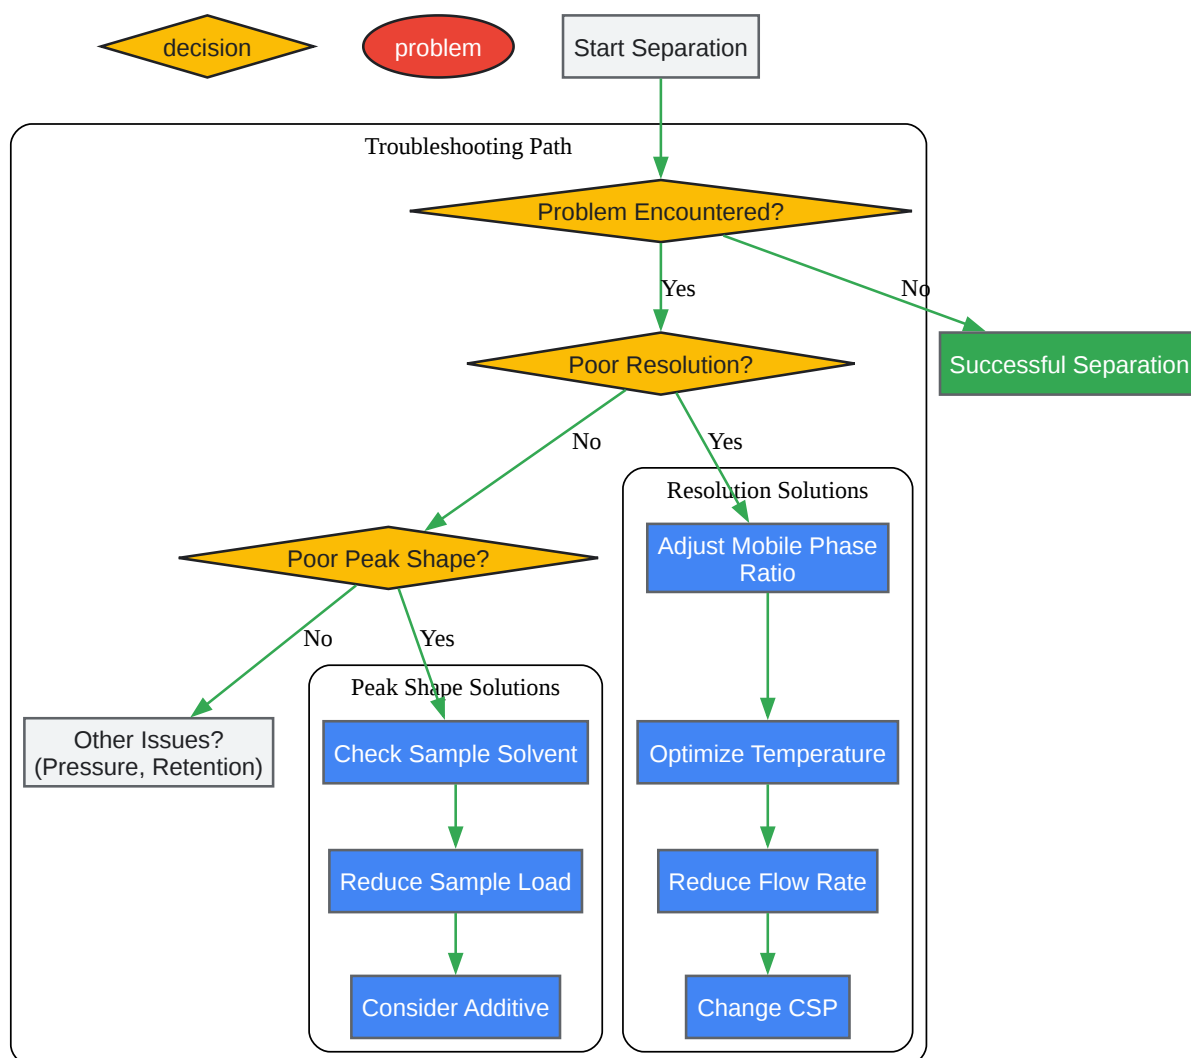 decision
problem
Start Separation
Troubleshooting Path
Problem Encountered?
Yes
No
Poor Resolution?
Successful Separation
No
Yes
Resolution Solutions
Adjust Mobile Phase
Ratio
Poor Peak Shape?
No
Yes
Peak Shape Solutions
Other Issues?
(Pressure, Retention)
Check Sample Solvent
Optimize Temperature
Reduce Sample Load
Reduce Flow Rate
Consider Additive
Change CSP